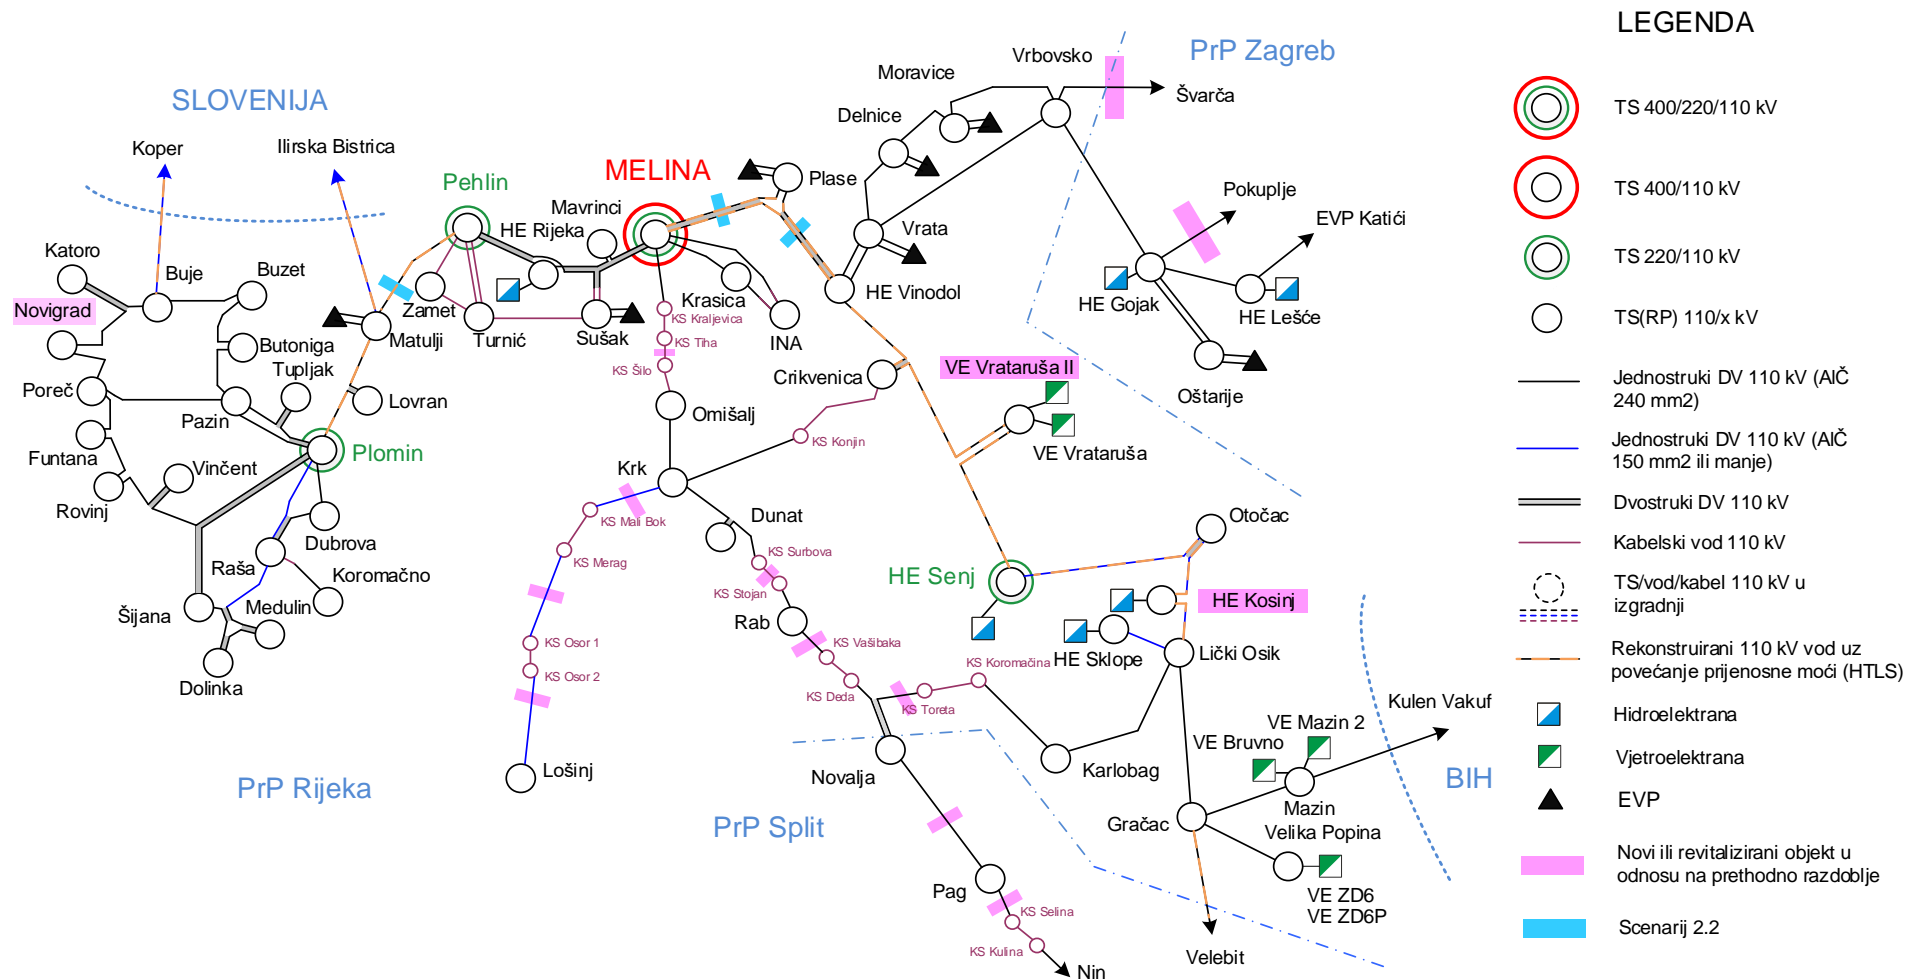 LEGENDA
PrP Zagreb
SLOVENIJA
Koper
Ilirska Bistrica
Pehlin
MELINA
Mavrinci
HE Rijeka
Plase
Delnice
Moravice
Vrbovsko
Švarča
Pokuplje
EVP Katići
Vrata
HE Vinodol
HE Gojak
HE Lešće
Oštarije
Katoro
Buje
Buzet
Novigrad
Butoniga
Tupljak
Poreč
Pazin
Matulji
Lovran
Zamet
Turnić
Sušak
Krasica
INA
KS Kraljevica
KS Tiha
KS Šilo
Omišalj
Crikvenica
KS Konjin
VE Vrataruša II
VE Vrataruša
Funtana
Rovinj
Vinčent
Plomin
Krk
KS Mali Bok
KS Merag
Dunat
KS Surbova
KS Stojan
Rab
KS Vašibaka
KS Deda
KS Osor 1
KS Osor 2
Lošinj
Dubrova
Raša
Koromačno
Šijana
Medulin
Dolinka
HE Senj
Otočac
HE Kosinj
HE Sklope
Lički Osik
KS Koromačina
KS Toreta
Novalja
Karlobag
Kulen Vakuf
VE Mazin 2
VE Bruvno
Mazin
BIH
Gračac
Velika Popina
VE ZD6
VE ZD6P
Velebit
PrP Rijeka
PrP Split
Pag
KS Selina
KS Kulina
Nin
TS 400/220/110 kV
TS 400/110 kV
TS 220/110 kV
TS(RP) 110/x kV
Jednostruki DV 110 kV (AlČ
240 mm2)
Jednostruki DV 110 kV (AlČ
150 mm2 ili manje)
Dvostruki DV 110 kV
Kabelski vod 110 kV
TS/vod/kabel 110 kV u
izgradnji
Rekonstruirani 110 kV vod uz
povećanje prijenosne moći (HTLS)
Hidroelektrana
Vjetroelektrana
EVP
Novi ili revitalizirani objekt u
odnosu na prethodno razdoblje
Scenarij 2.2